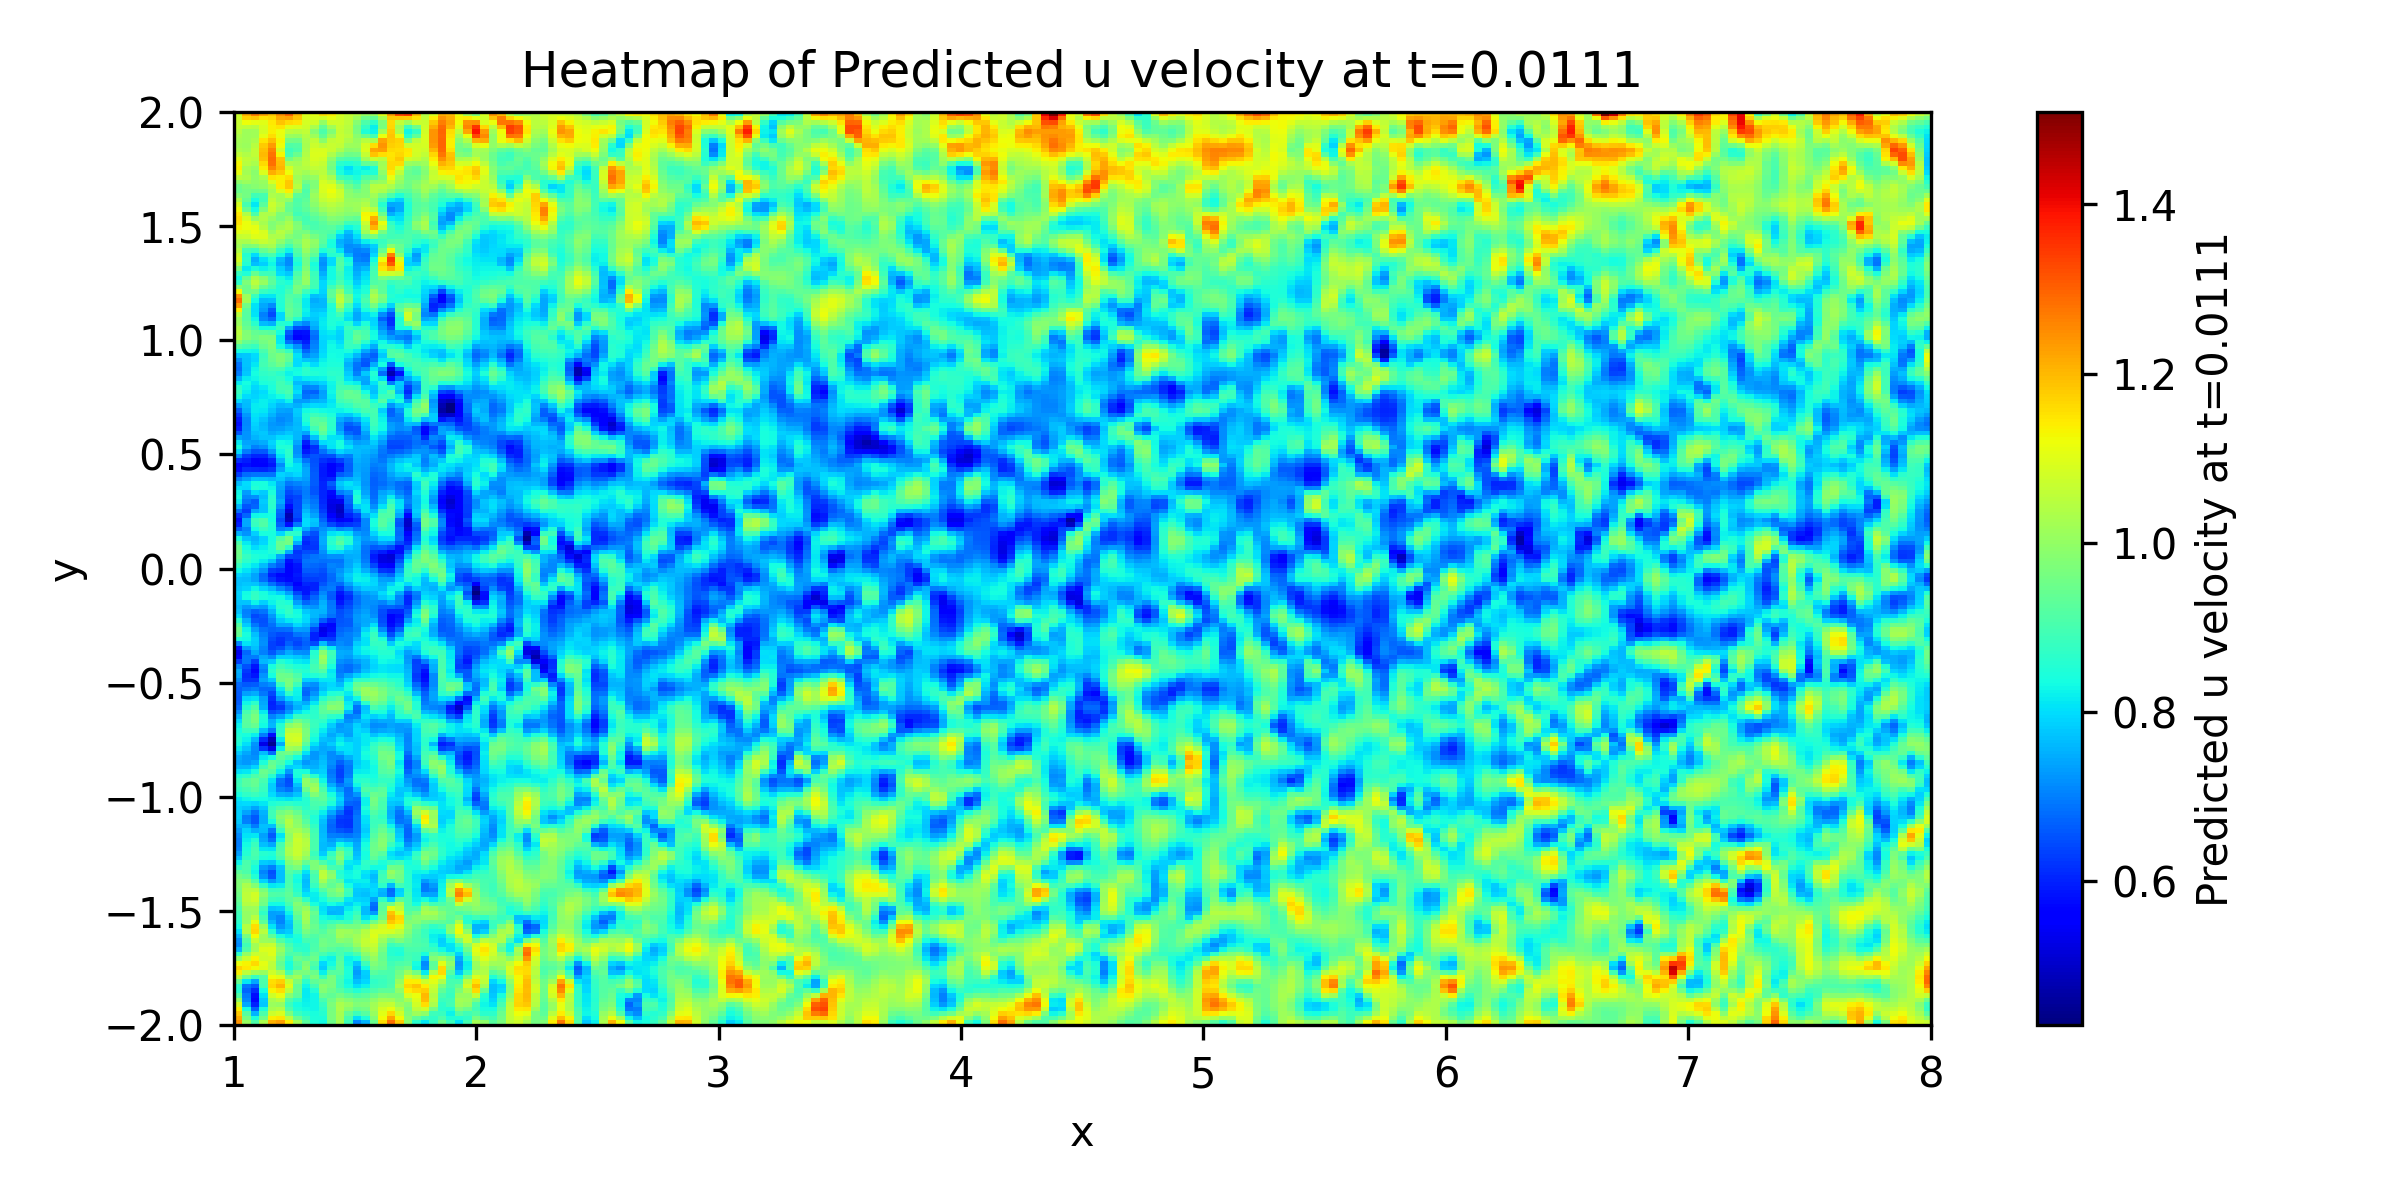 Heatmap of Predicted u velocity at t=0.0111
2.0
1.5
1.0
0.5
0.0
−0.5
−1.0
−1.5
−2.0
y
1 2 3 4 5 6 7 8
x
1.4
1.2
1.0
0.8
0.6
Predicted u velocity at t=0.0111